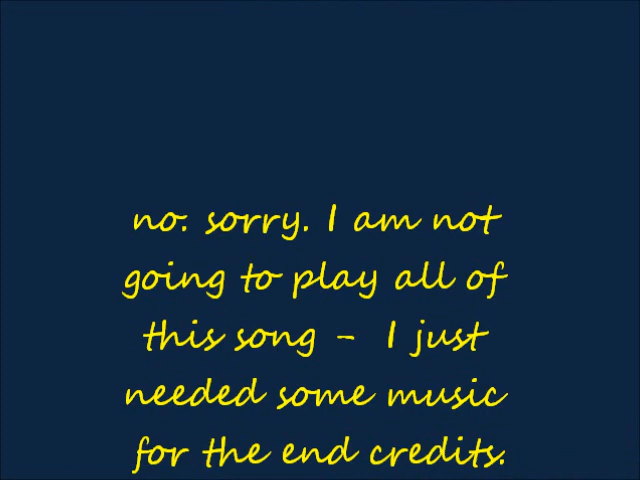 no. sorry. I am not
going to play all of
this song - I just
needed some music
for the end credits.